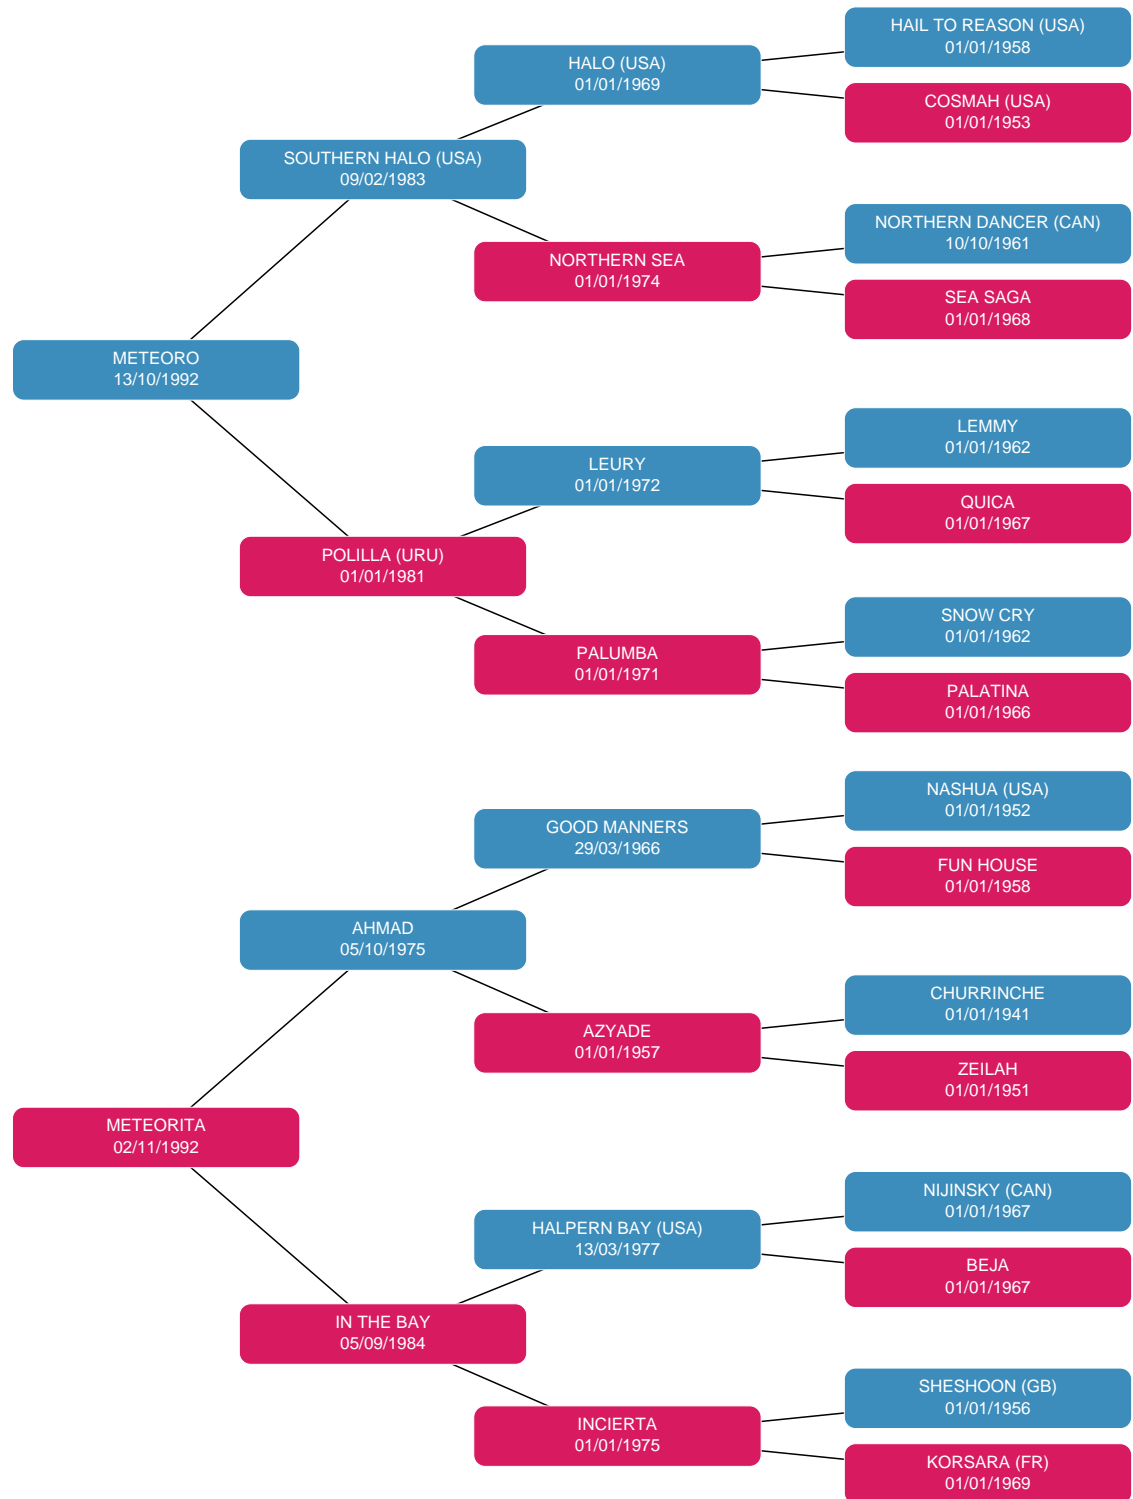 HAIL TO REASON (USA)
01/01/1958
HALO (USA)
01/01/1969
COSMAH (USA)
01/01/1953
SOUTHERN HALO (USA)
09/02/1983
NORTHERN DANCER (CAN)
10/10/1961
NORTHERN SEA
01/01/1974
SEA SAGA
01/01/1968
METEORO
13/10/1992
LEMMY
01/01/1962
LEURY
01/01/1972
QUICA
01/01/1967
POLILLA (URU)
01/01/1981
SNOW CRY
01/01/1962
PALUMBA
01/01/1971
PALATINA
01/01/1966
NASHUA (USA)
01/01/1952
GOOD MANNERS
29/03/1966
FUN HOUSE
01/01/1958
AHMAD
05/10/1975
CHURRINCHE
01/01/1941
AZYADE
01/01/1957
ZEILAH
01/01/1951
METEORITA
02/11/1992
NIJINSKY (CAN)
01/01/1967
HALPERN BAY (USA)
13/03/1977
BEJA
01/01/1967
IN THE BAY
05/09/1984
SHESHOON (GB)
01/01/1956
INCIERTA
01/01/1975
KORSARA (FR)
01/01/1969